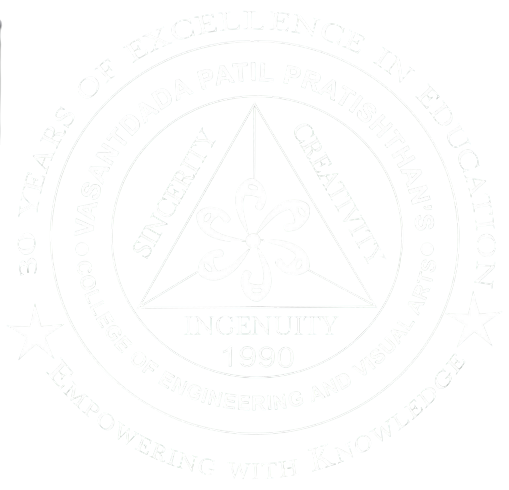 30 YEARS OF EXCELLENCE IN EDUCATION
VASANTDADA PATIL PRATISHTHAN'S
COLLEGE OF ENGINEERING AND VISUAL ARTS
SINCERITY
CREATIVITY
INGENUITY
1990
EMPOWERING WITH KNOWLEDGE